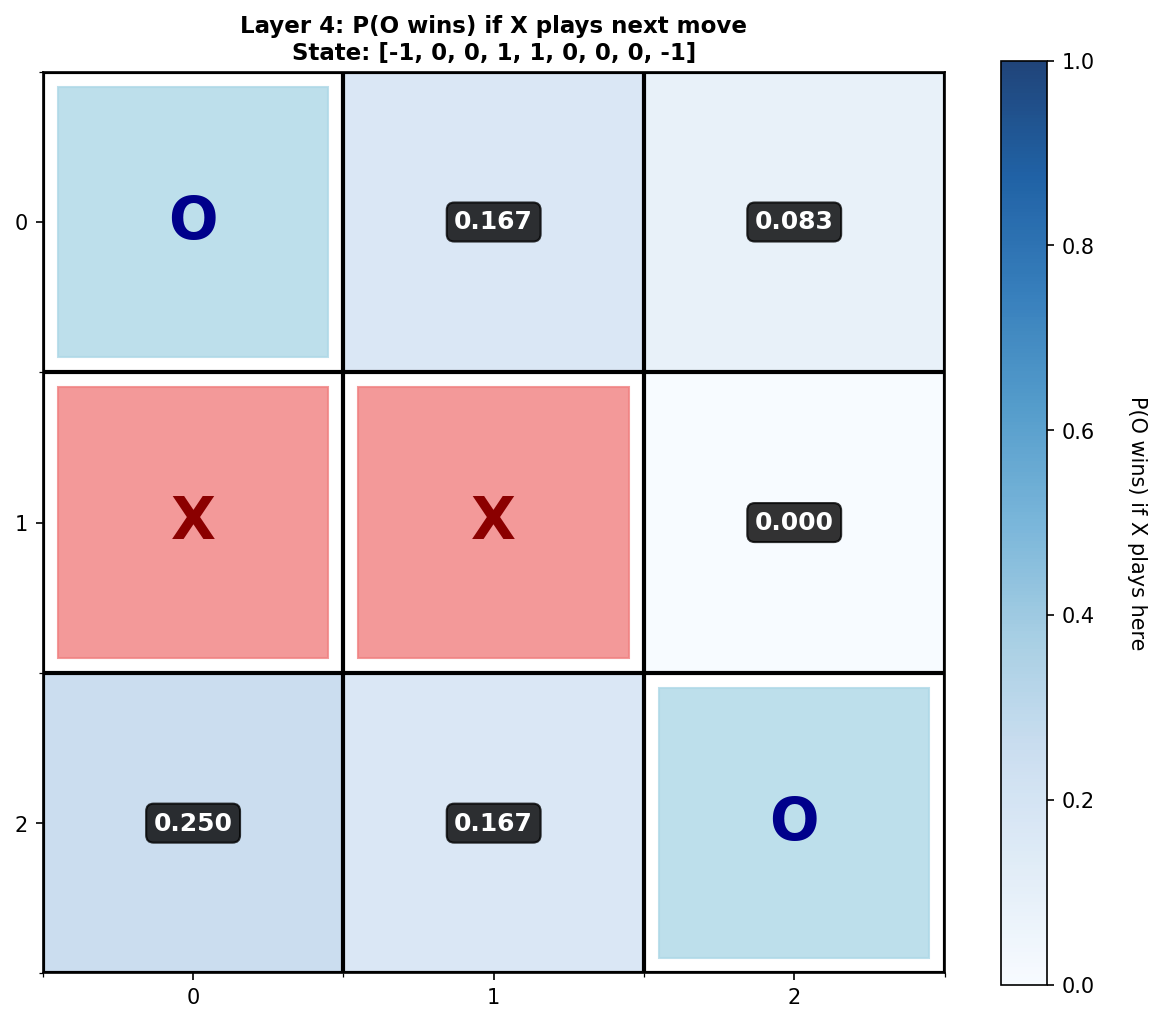 Layer 4: P(O wins) if X plays next move
State: [-1, 0, 0, 1, 1, 0, 0, 0, -1]
0
O
0.167
0.083
1
X
X
0.000
2
0.250
0.167
O
0
1
2
1.0
0.8
0.6
0.4
0.2
0.0
P(O wins) if X plays here